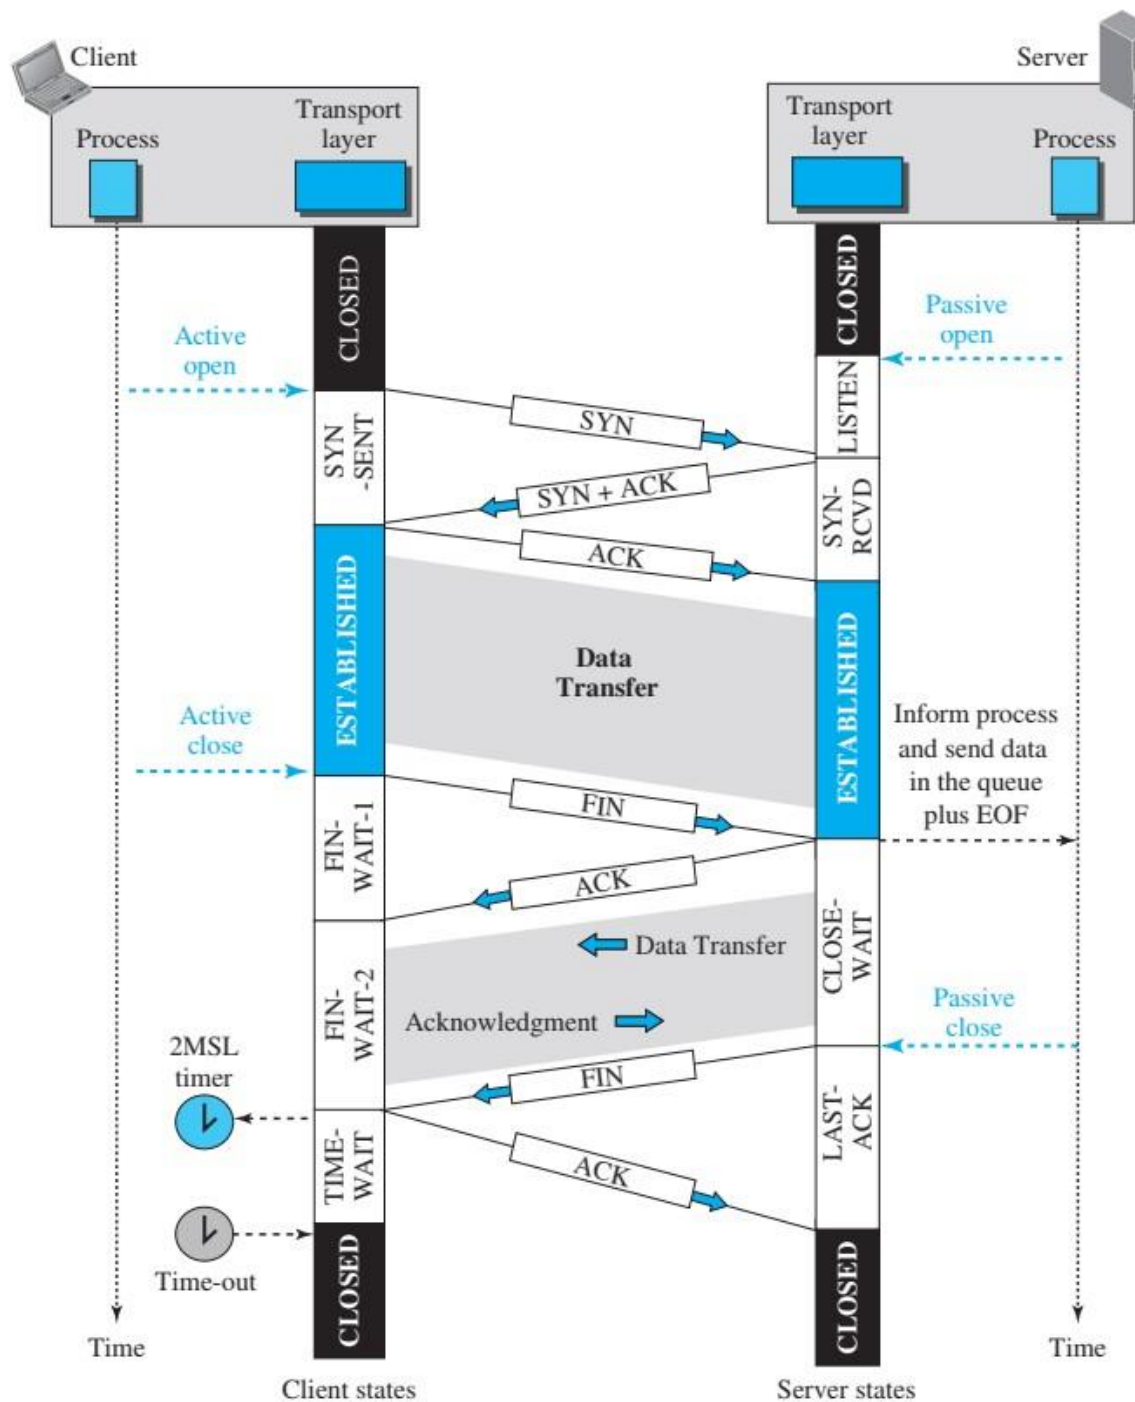 Client
Server
Process
Transport
layer
Transport
layer
Process
CLOSED
CLOSED
Active
open
Passive
open
SYN
-SENT
LISTEN
SYN
SYN + ACK
SYN-
RCVD
ACK
ESTABLISHED
Data
Transfer
ESTABLISHED
Active
close
Inform process
and send data
in the queue
plus EOF
FIN
FIN-
WAIT-1
ACK
CLOSE-
WAIT
Data Transfer
FIN-
WAIT-2
Acknowledgment
Passive
close
2MSL
timer
FIN
LAST-
ACK
TIME-
WAIT
ACK
Time-out
CLOSED
CLOSED
Time
Time
Client states
Server states